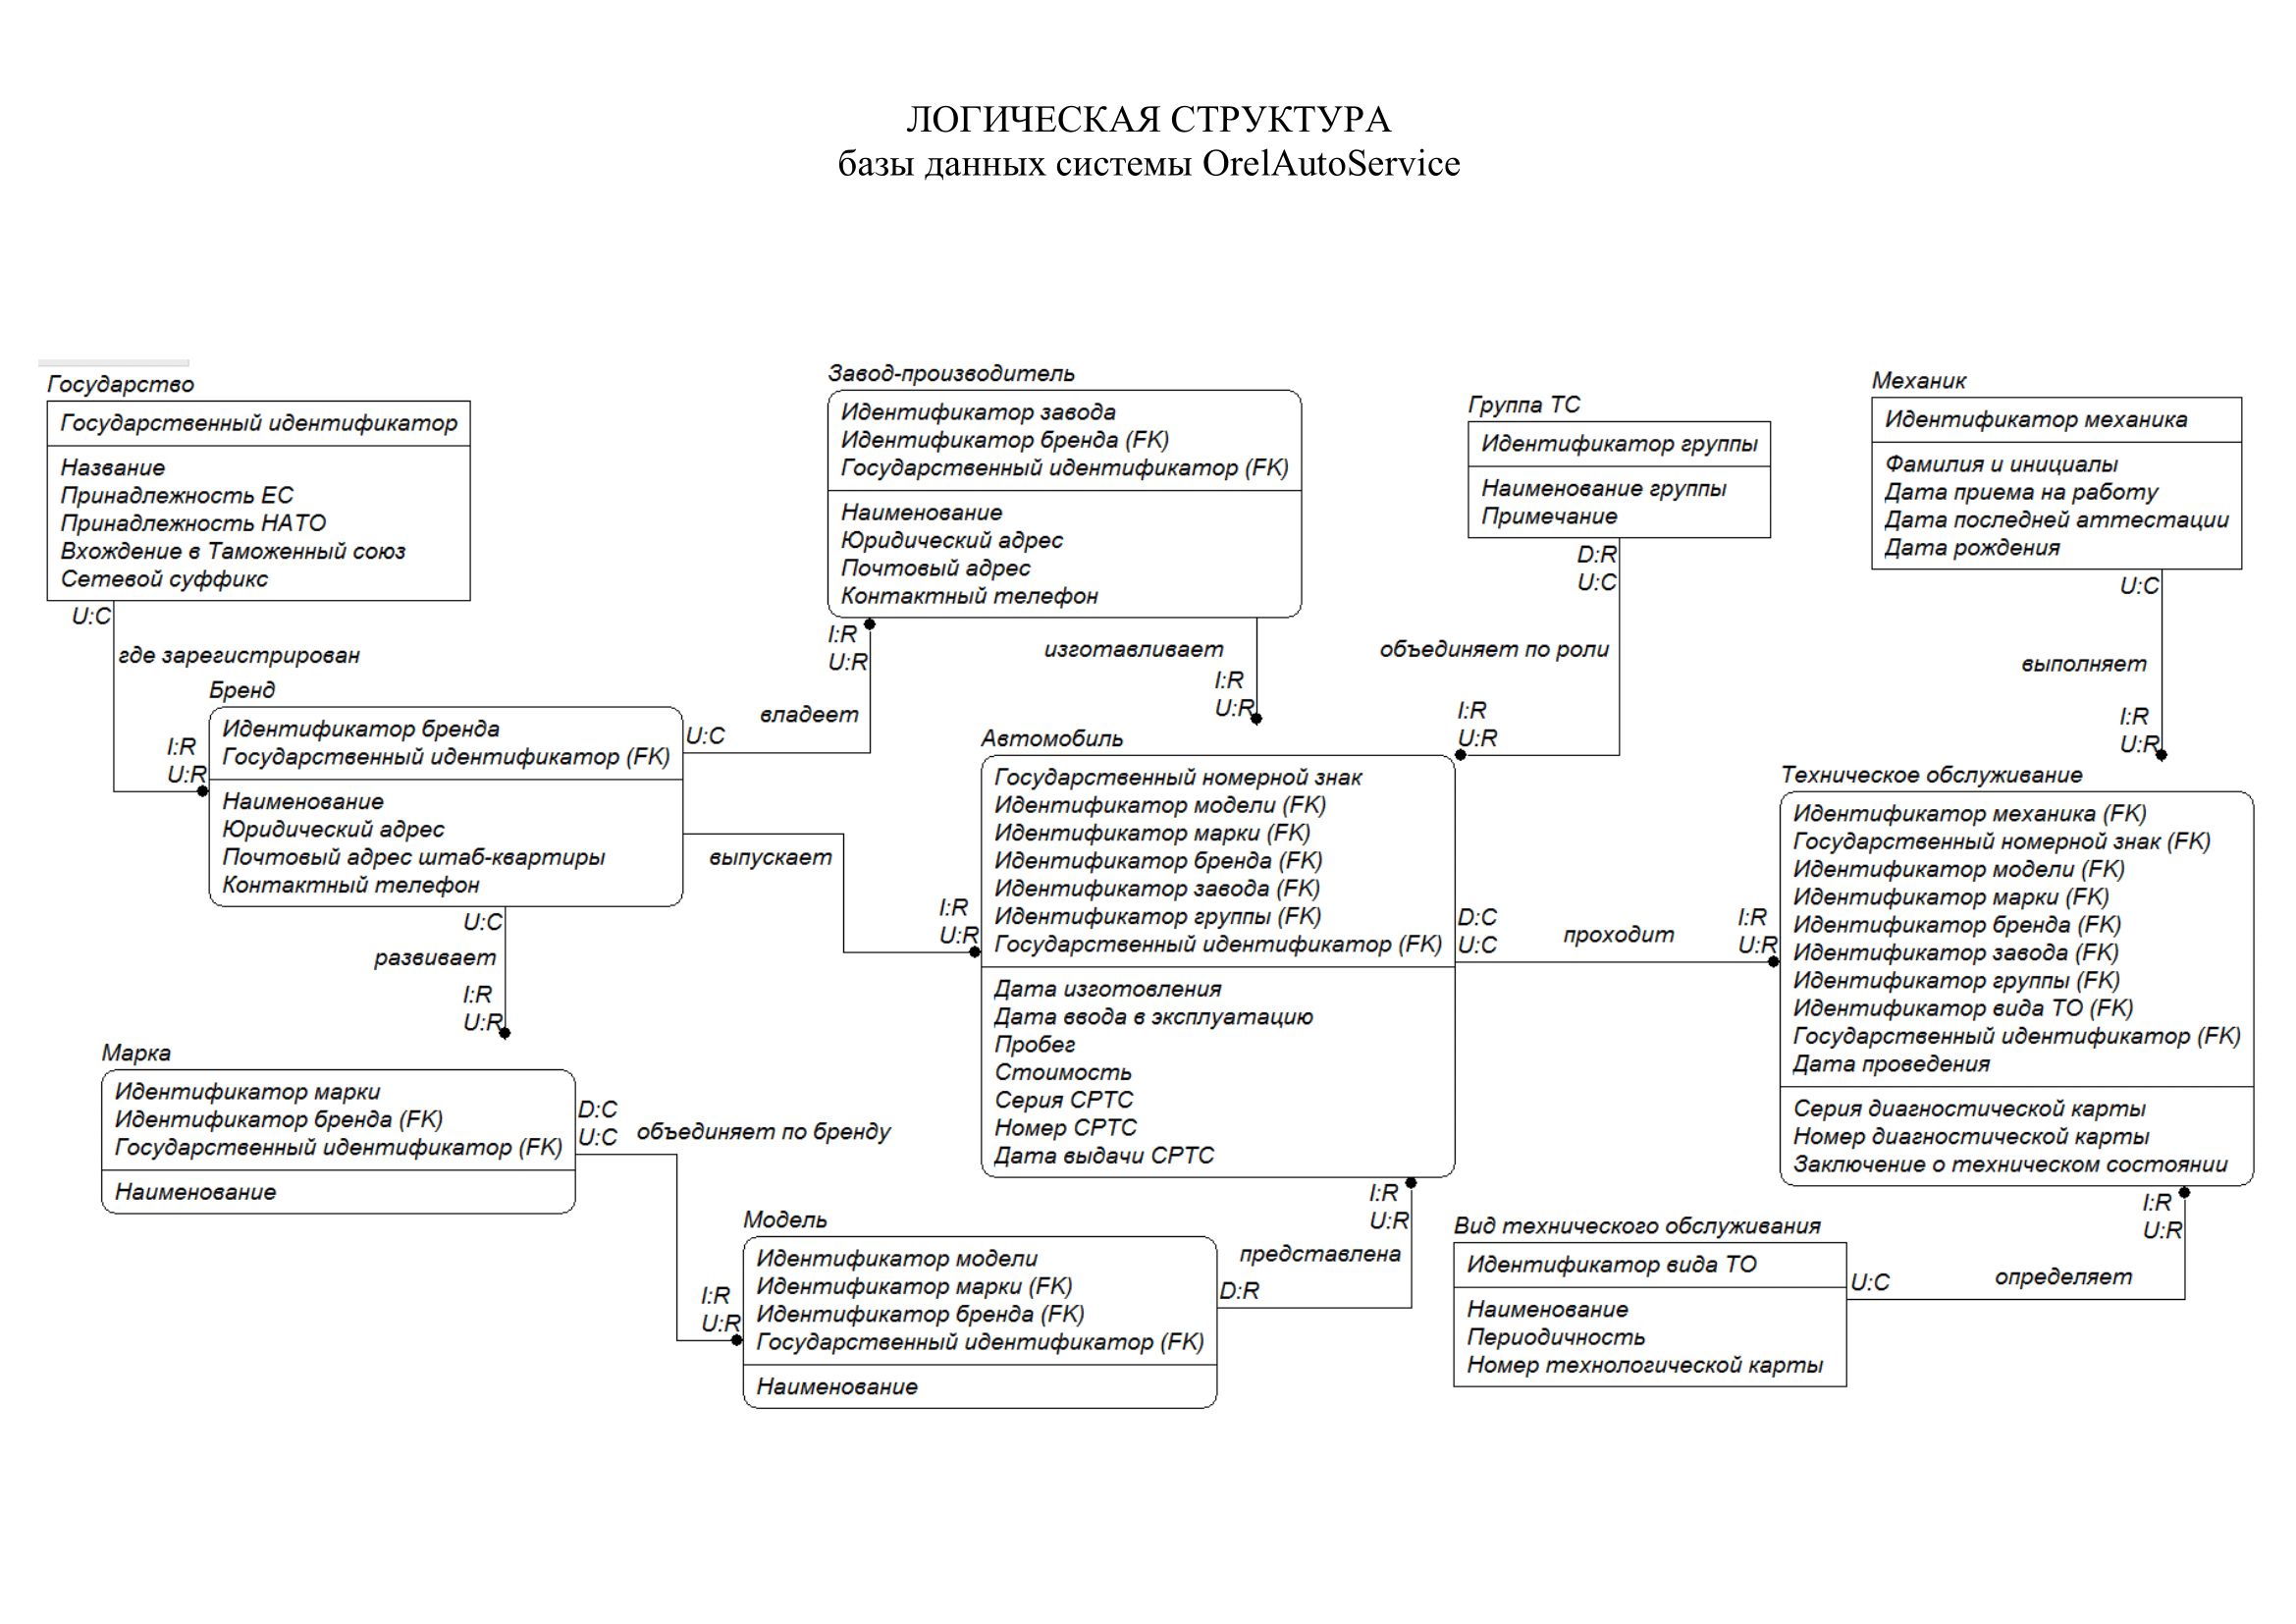 ЛОГИЧЕСКАЯ СТРУКТУРА
базы данных системы OrelAutoService
Государство
Государственный идентификатор
Название
Принадлежность ЕС
Принадлежность НАТО
Вхождение в Таможенный союз
Сетевой суффикс
U:C
где зарегистрирован
I:R
U:R
Бренд
Идентификатор бренда
Государственный идентификатор (FK)
Наименование
Юридический адрес
Почтовый адрес штаб-квартиры
Контактный телефон
U:C
владеет
I:R
U:R
Завод-производитель
Идентификатор завода
Идентификатор бренда (FK)
Государственный идентификатор (FK)
Наименование
Юридический адрес
Почтовый адрес
Контактный телефон
изготавливает
I:R
U:R
Группа ТС
Идентификатор группы
Наименование группы
Примечание
D:R
U:C
объединяет по роли
I:R
U:R
Механик
Идентификатор механика
Фамилия и инициалы
Дата приема на работу
Дата последней аттестации
Дата рождения
U:C
выполняет
I:R
U:R
выпускает
I:R
U:R
Автомобиль
Государственный номерной знак
Идентификатор модели (FK)
Идентификатор марки (FK)
Идентификатор бренда (FK)
Идентификатор завода (FK)
Идентификатор группы (FK)
Государственный идентификатор (FK)
Дата изготовления
Дата ввода в эксплуатацию
Пробег
Стоимость
Серия СРТС
Номер СРТС
Дата выдачи СРТС
D:C
U:C
проходит
I:R
U:R
Техническое обслуживание
Идентификатор механика (FK)
Государственный номерной знак (FK)
Идентификатор модели (FK)
Идентификатор марки (FK)
Идентификатор бренда (FK)
Идентификатор завода (FK)
Идентификатор группы (FK)
Идентификатор вида ТО (FK)
Государственный идентификатор (FK)
Дата проведения
Серия диагностической карты
Номер диагностической карты
Заключение о техническом состоянии
U:C
развивает
I:R
U:R
Марка
Идентификатор марки
Идентификатор бренда (FK)
Государственный идентификатор (FK)
Наименование
D:C
U:C
объединяет по бренду
I:R
U:R
Модель
Идентификатор модели
Идентификатор марки (FK)
Идентификатор бренда (FK)
Государственный идентификатор (FK)
Наименование
D:R
представлена
I:R
U:R
Вид технического обслуживания
Идентификатор вида ТО
Наименование
Периодичность
Номер технологической карты
U:C
определяет
I:R
U:R